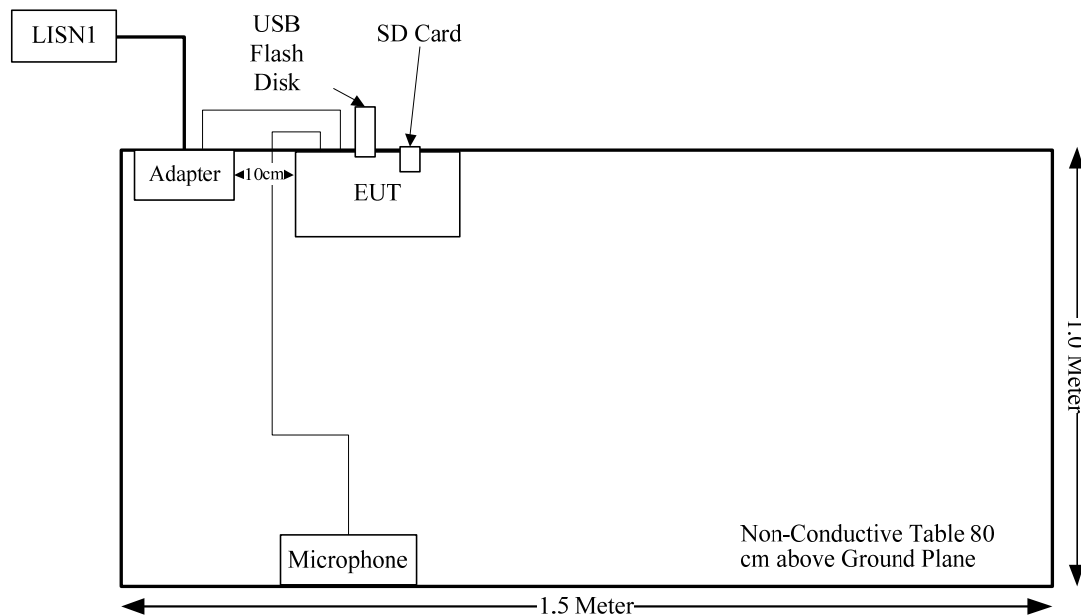 LISN1
USB
Flash
Disk
SD Card
Adapter
10cm
EUT
1.0 Meter
Microphone
Non-Conductive Table 80
cm above Ground Plane
1.5 Meter